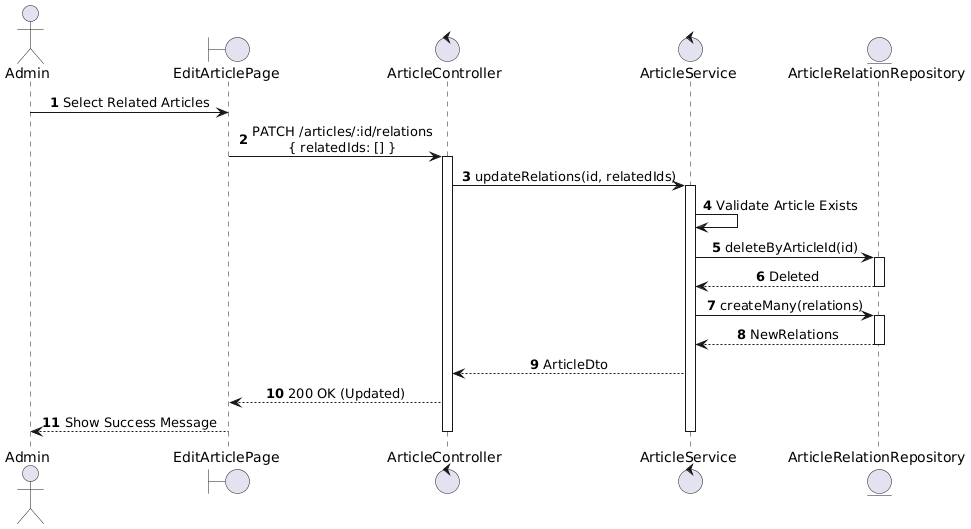 Admin
EditArticlePage
ArticleController
ArticleService
ArticleRelationRepository
1 Select Related Articles
2 PATCH /articles/:id/relations
{ relatedIds: [] }
3 updateRelations(id, relatedIds)
4 Validate Article Exists
5 deleteByArticleId(id)
6 Deleted
7 createMany(relations)
8 NewRelations
9 ArticleDto
10 200 OK (Updated)
11 Show Success Message
Admin
EditArticlePage
ArticleController
ArticleService
ArticleRelationRepository